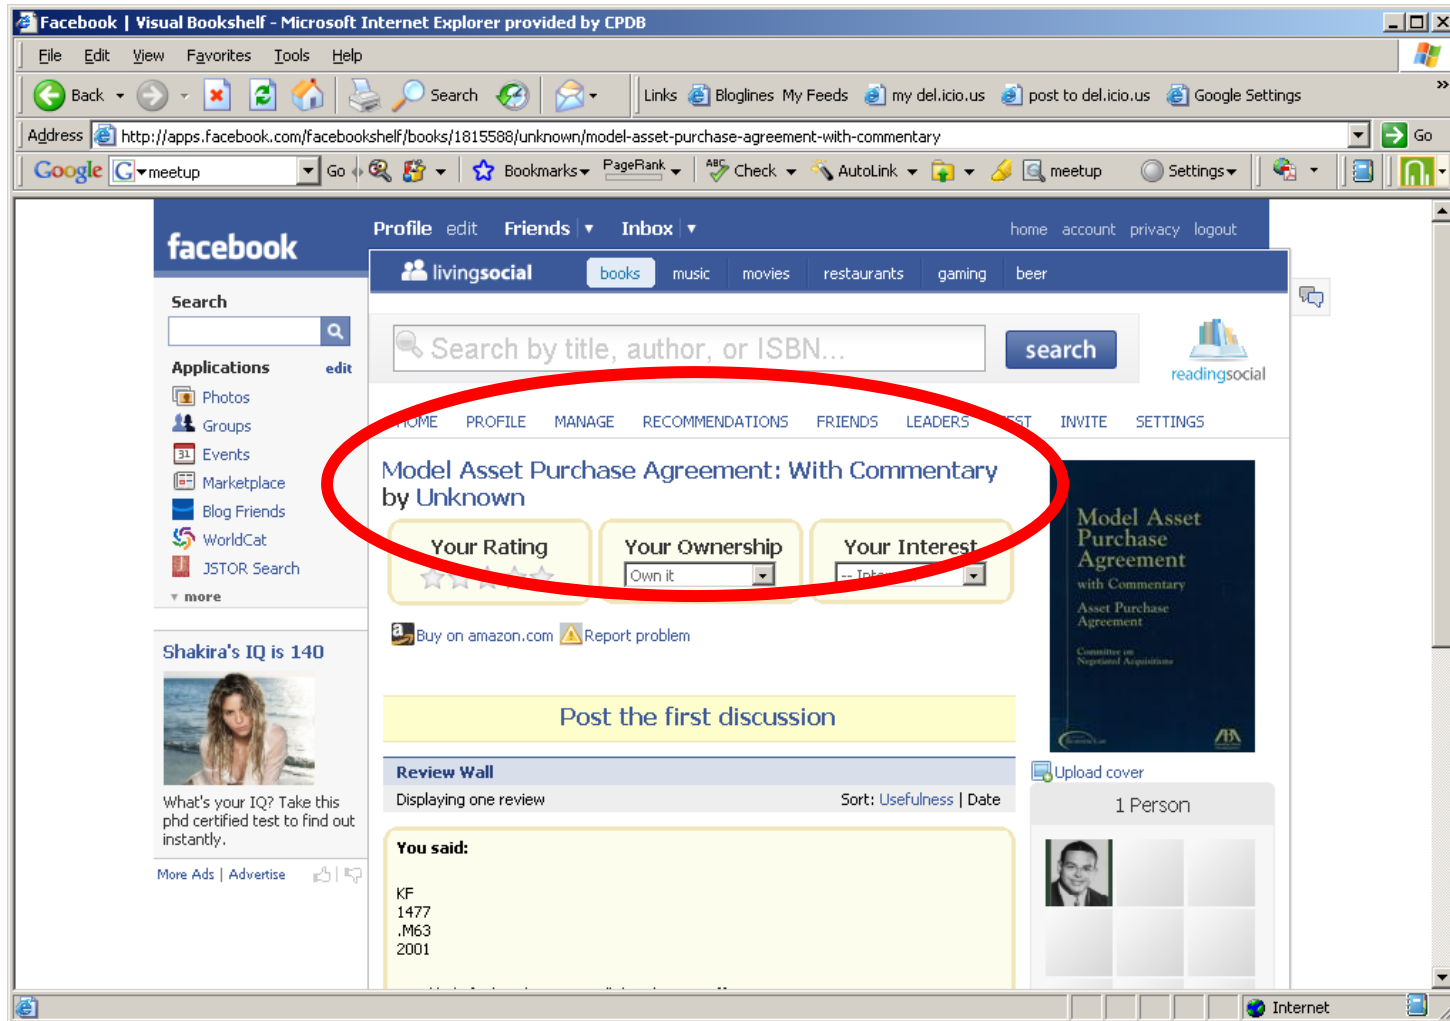 Facebook | Visual Bookshelf - Microsoft Internet Explorer provided by CPDB
File Edit View Favorites Tools Help
Back Search Links Bloglines My Feeds my del.icio.us post to del.icio.us Google Settings »
Address http://apps.facebook.com/facebookshelf/books/1815588/unknown/model-asset-purchase-agreement-with-commentary Go
Google G meetup Go Bookmarks PageRank ABC Check AutoLink meetup Settings
facebook
Profile edit Friends Inbox home account privacy logout
livingsocial books music movies restaurants gaming beer
Search
Search by title, author, or ISBN... search
readingsocial
Applications edit
Photos
Groups
31 Events
Marketplace
Blog Friends
WorldCat
JSTOR Search
more
HOME PROFILE MANAGE RECOMMENDATIONS FRIENDS LEADERS INVITE SETTINGS
Model Asset Purchase Agreement: With Commentary
by Unknown
Your Rating Your Ownership Your Interest
Own it
Buy on amazon.com Report problem
Model Asset
Purchase
Agreement
with Commentary
Asset Purchase
Agreement
Committee on
Negotiated Acquisitions
ABA
Upload cover
Shakira's IQ is 140
What's your IQ? Take this
phd certified test to find out
instantly.
More Ads | Advertise
Post the first discussion
Review Wall
Displaying one review Sort: Usefulness | Date
1 Person
You said:
KF
1477
.M63
2001
Internet